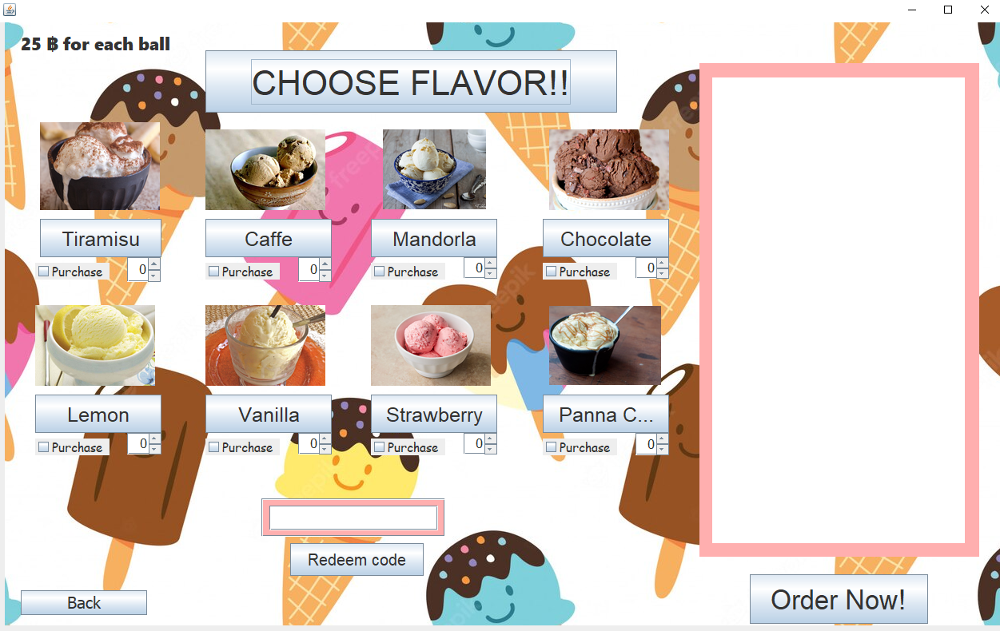 25 ฿ for each ball
CHOOSE FLAVOR!!
Tiramisu
Caffe
Mandorla
Chocolate
Purchase 0
Purchase 0
Purchase 0
Purchase 0
Lemon
Vanilla
Strawberry
Panna C...
Purchase 0
Purchase 0
Purchase 0
Purchase 0
Redeem code
Back
Order Now!